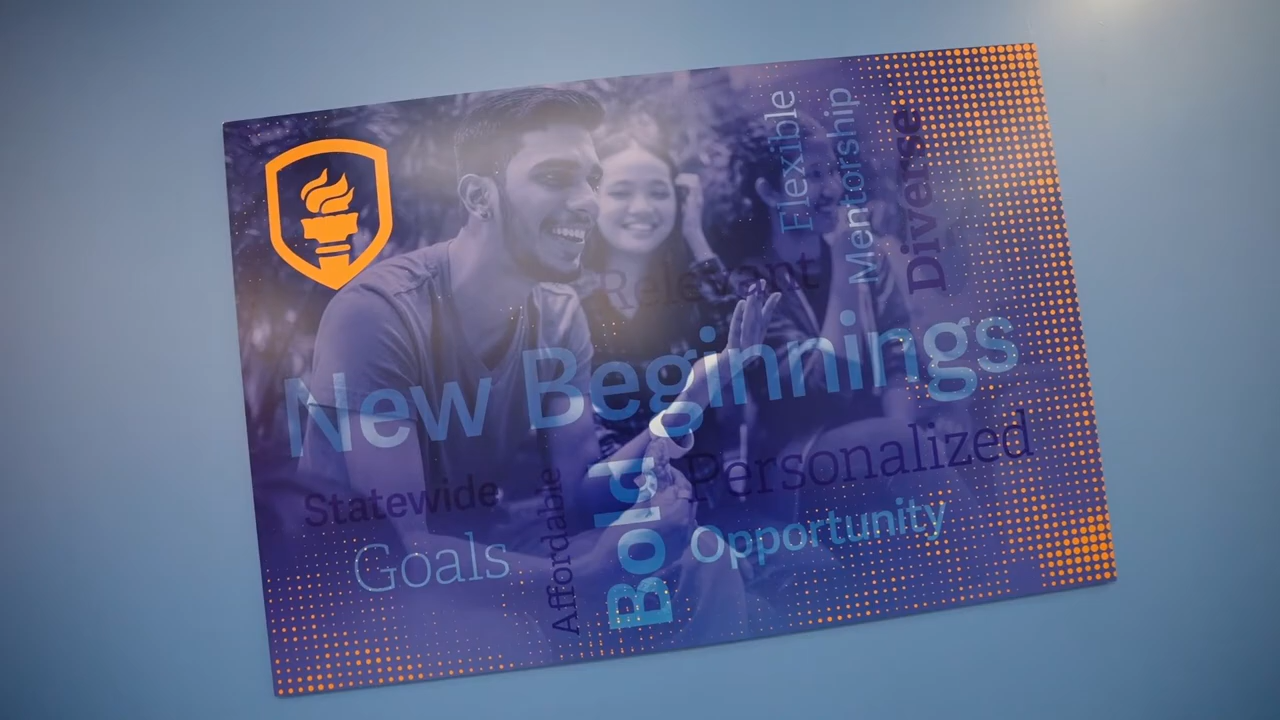 Flexible
Mentorship
Diverse
Relevant
New Beginnings
Personalized
Statewide
Opportunity
Goals
Affordable
Bold